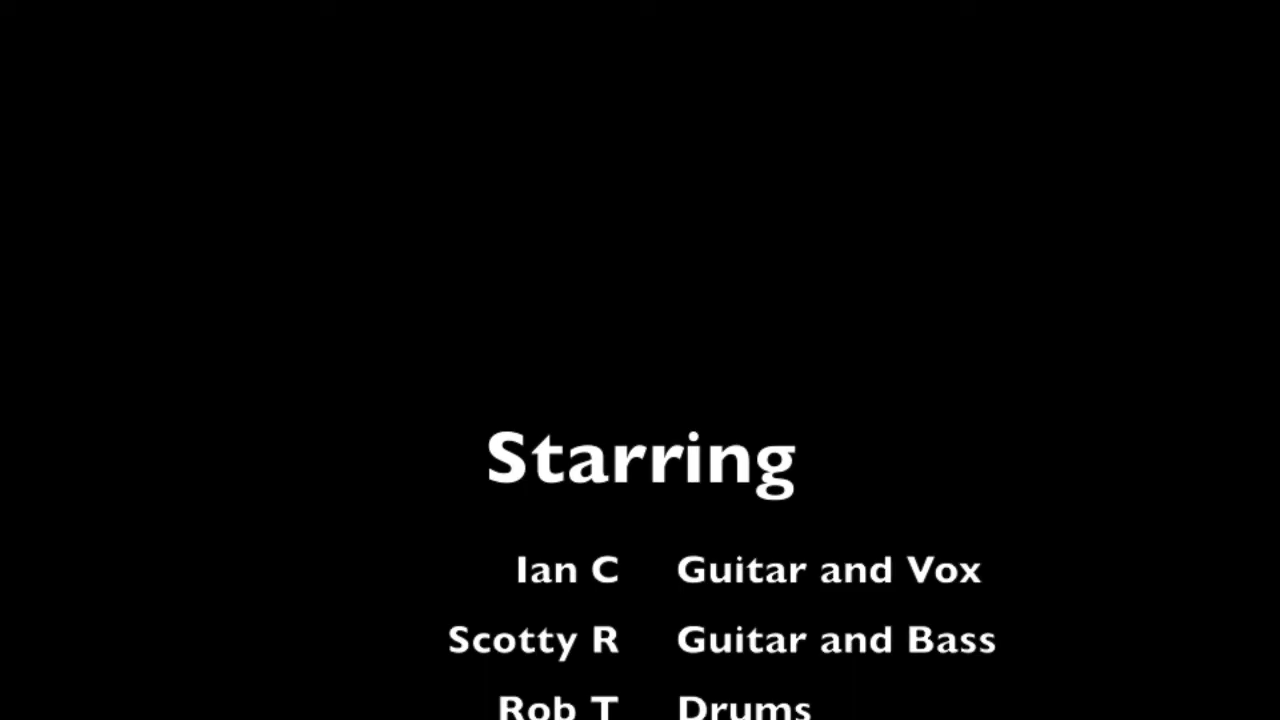 Starring
Ian C Guitar and Vox
Scotty R Guitar and Bass
Rob T Drums